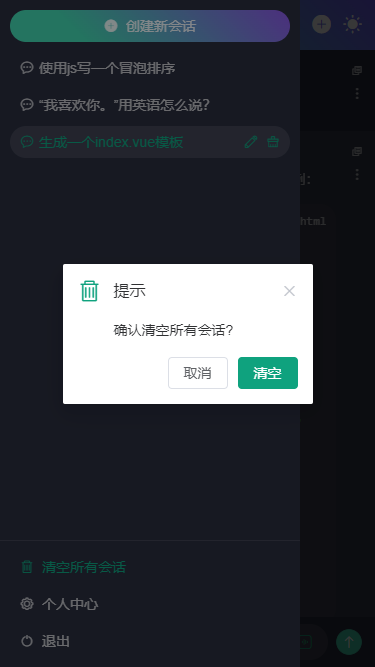 创建新会话
使用js写一个冒泡排序
“我喜欢你。”用英语怎么说?
生成一个index.vue模板
html
提示
确认清空所有会话?
取消
清空
清空所有会话
个人中心
退出